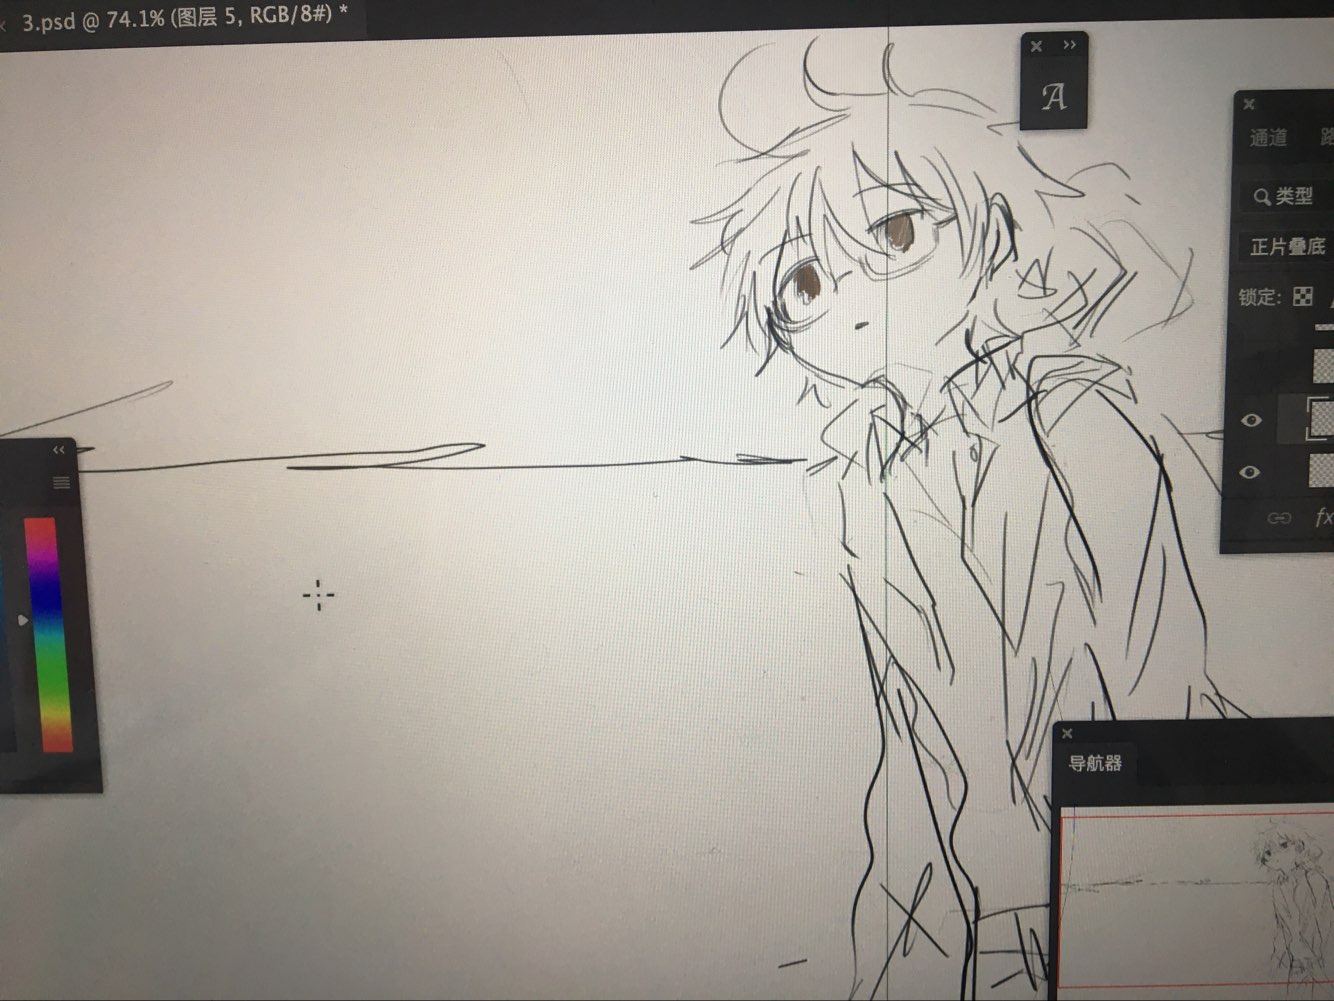 3.psd @ 74.1% (图层 5, RGB/8#) *
A
通道
类型
正片叠底
锁定:
fx
导航器